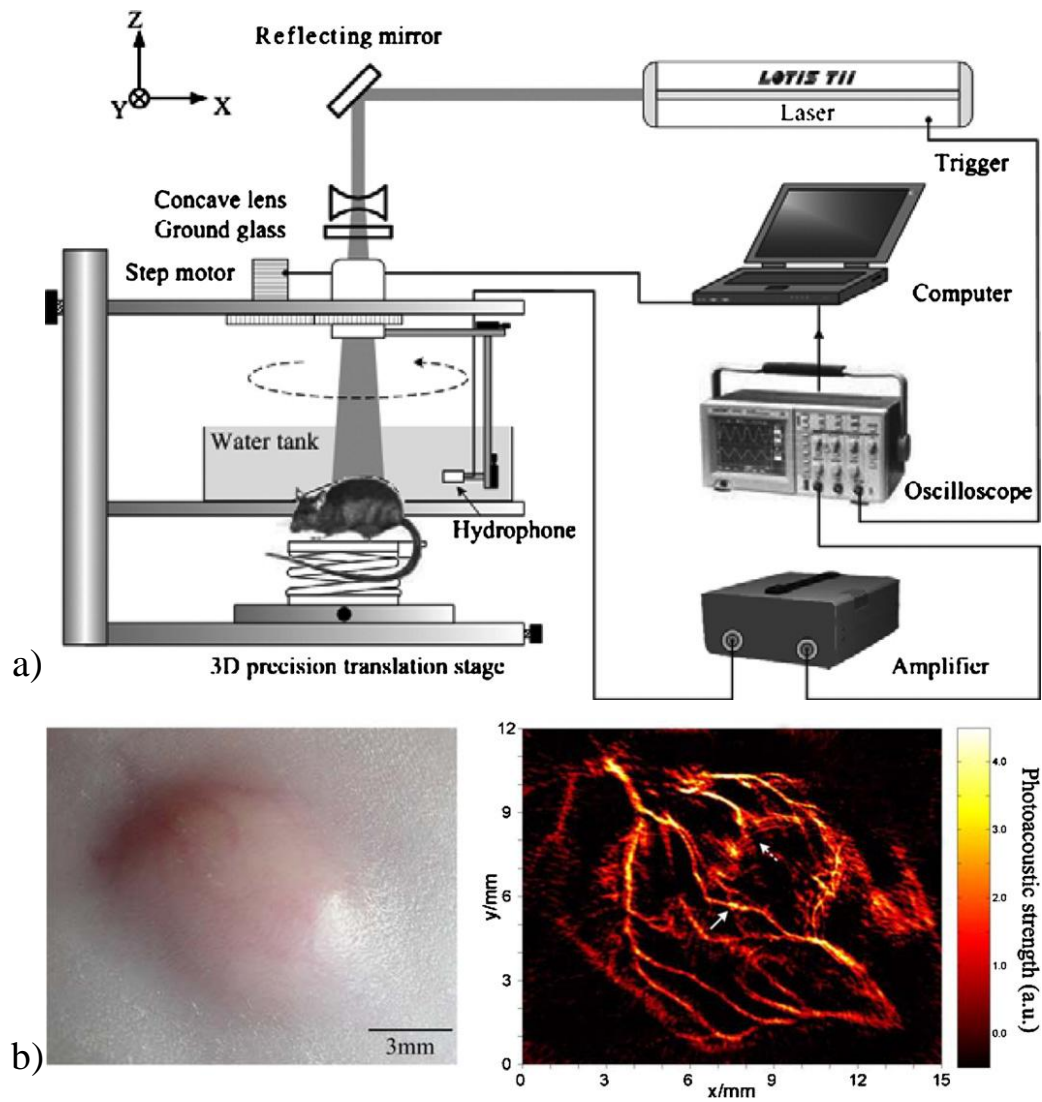 Z
Y
X
Reflecting mirror
LOTIS TII
Laser
Trigger
Concave lens
Ground glass
Step motor
Computer
Water tank
Hydrophone
Oscilloscope
3D precision translation stage
Amplifier
a)
b)
3mm
12
9
6
3
0
y/mm
0
3
6
9
12
15
x/mm
4.0
3.0
2.0
1.0
0.0
Photoacoustic strength (a.u.)